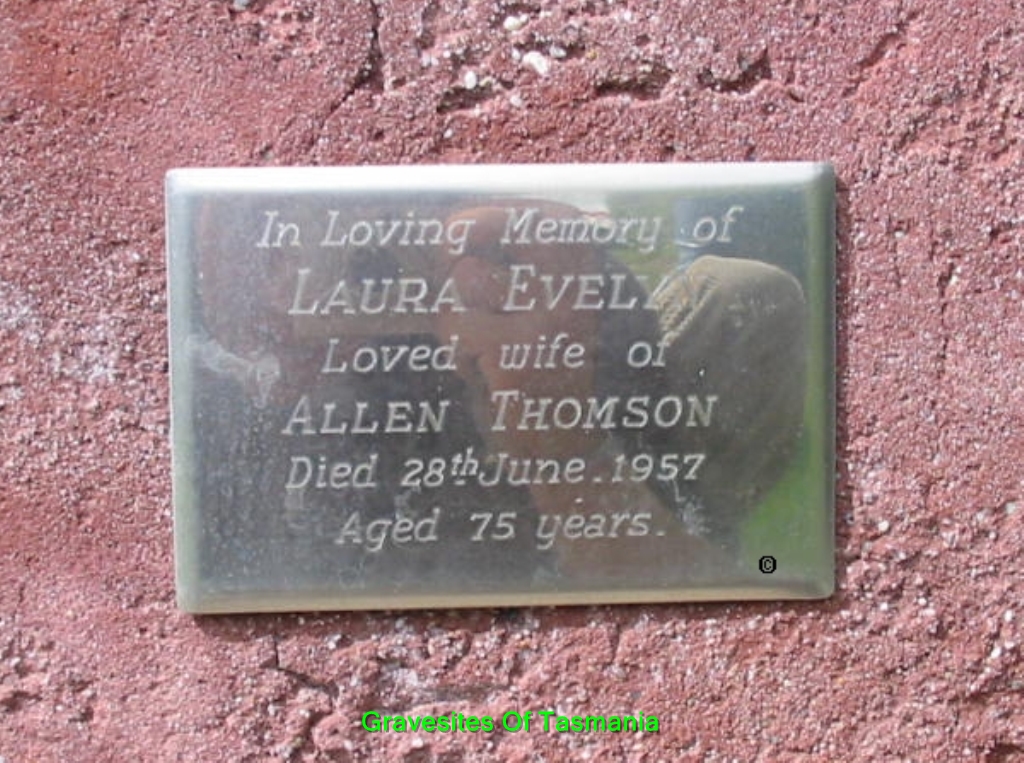 In Loving Memory of
LAURA
Loved wife of
ALLEN THOMSON
Died 28th June.1957
Aged 75 years.
©
Gravesites Of Tasmania